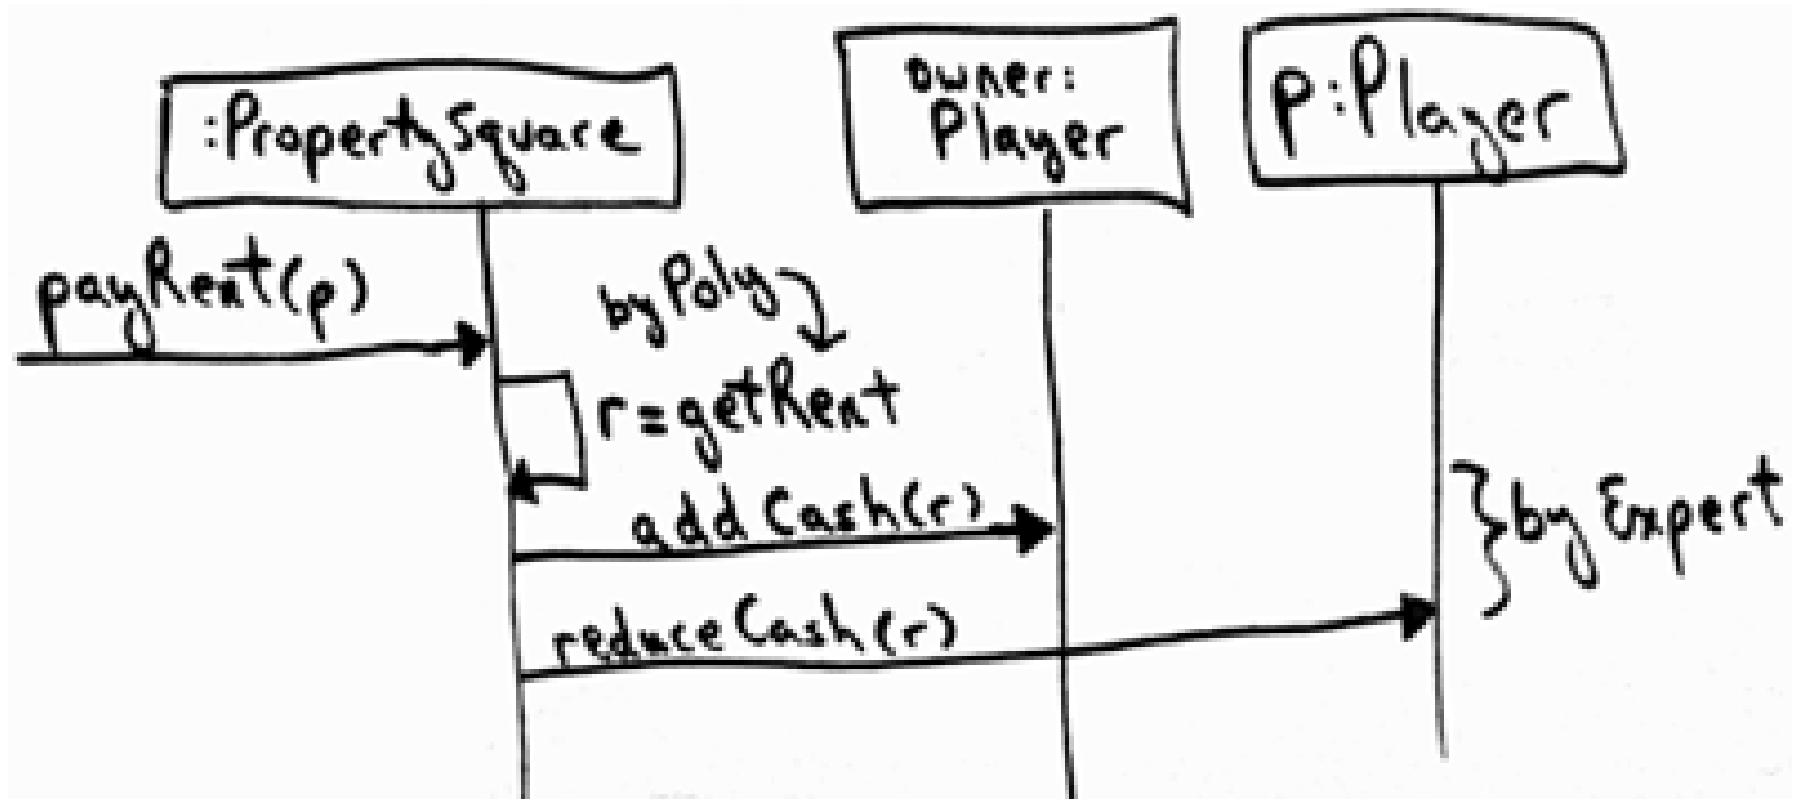 :PropertySquare
owner:
Player
p:Player
payRent(p)
by Poly
r=getRent
addCash(r)
by Expert
reduceCash(r)